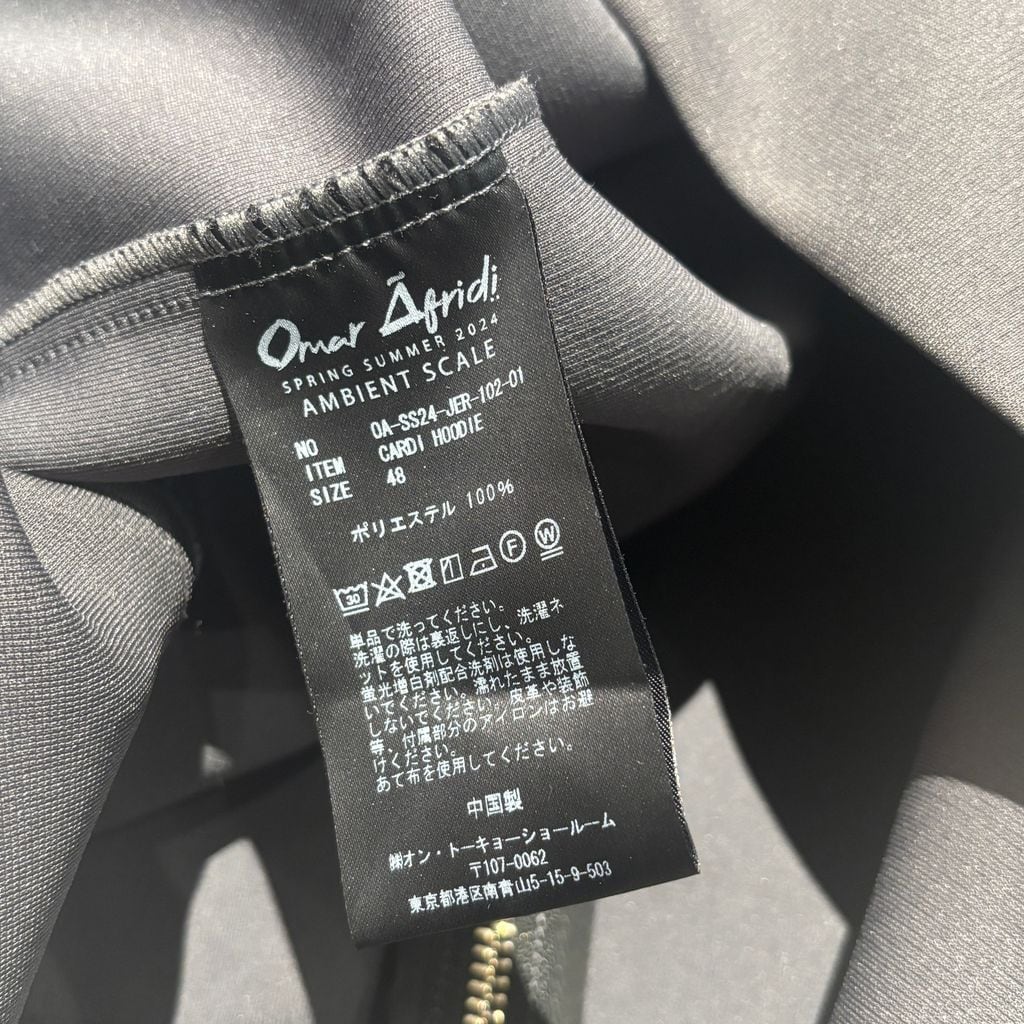 Omar Ãfridi
SPRING SUMMER 2024
AMBIENT SCALE
NO OA-SS24-JER-102-01
ITEM CARDI HOODIE
SIZE 48
ポリエステル 100%
30 F W
単品で洗ってください。
洗濯の際は裏返しにし、洗濯ネ
ットを使用してください。
蛍光増白剤配合洗剤は使用しな
いでください。濡れたまま放置
しないでください。皮革や装飾
等、付属部分のアイロンはお避
けください。
あて布を使用してください。
中国製
㈱オン・トーキョーショールーム
〒107-0062
東京都港区南青山5-15-9-503